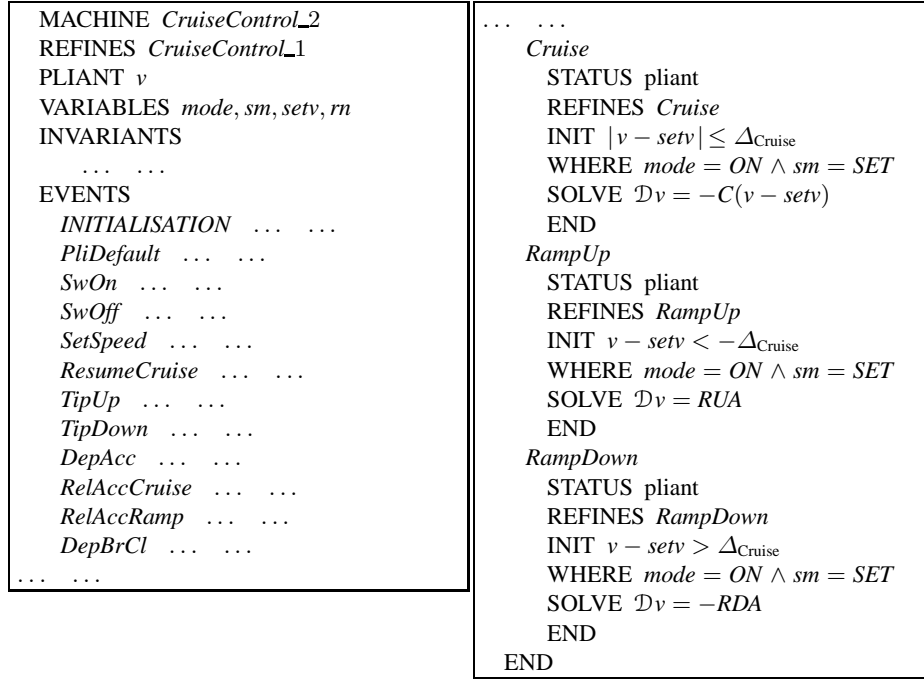 MACHINE CruiseControl_2
REFINES CruiseControl_1
PLIANT v
VARIABLES mode, sm, setv, rn
INVARIANTS
... ...
EVENTS
INITIALISATION ... ...
PliDefault ... ...
SwOn ... ...
SwOff ... ...
SetSpeed ... ...
ResumeCruise ... ...
TipUp ... ...
TipDown ... ...
DepAcc ... ...
RelAccCruise ... ...
RelAccRamp ... ...
DepBrCl ... ...
... ...
... ...
Cruise
STATUS pliant
REFINES Cruise
INIT |v − setv| ≤ Δ_Cruise
WHERE mode = ON ∧ sm = SET
SOLVE 𝒟v = −C(v − setv)
END
RampUp
STATUS pliant
REFINES RampUp
INIT v − setv < −Δ_Cruise
WHERE mode = ON ∧ sm = SET
SOLVE 𝒟v = RUA
END
RampDown
STATUS pliant
REFINES RampDown
INIT v − setv > Δ_Cruise
WHERE mode = ON ∧ sm = SET
SOLVE 𝒟v = −RDA
END
END